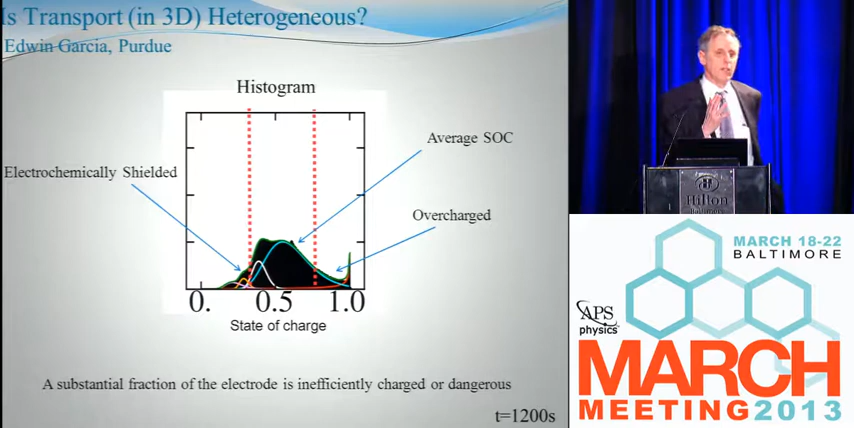 Is Transport (in 3D) Heterogeneous?
Edwin Garcia, Purdue
Histogram
Average SOC
Electrochemically Shielded
Overcharged
0. 0.5 1.0
State of charge
A substantial fraction of the electrode is inefficiently charged or dangerous
t=1200s
Hilton
Baltimore
MARCH 18-22
BALTIMORE
APS
physics
MARCH
MEETING2013